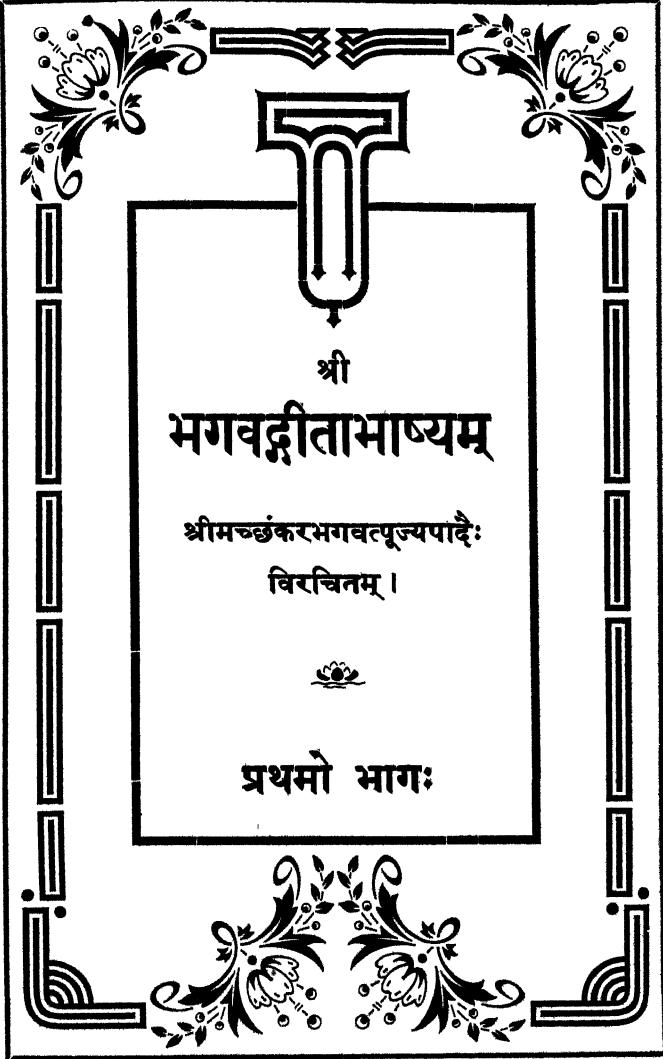 श्री
भगवद्गीताभाष्यम्
श्रीमच्छंकरभगवत्पूज्यपादैः
विरचितम् ।
प्रथमो भागः